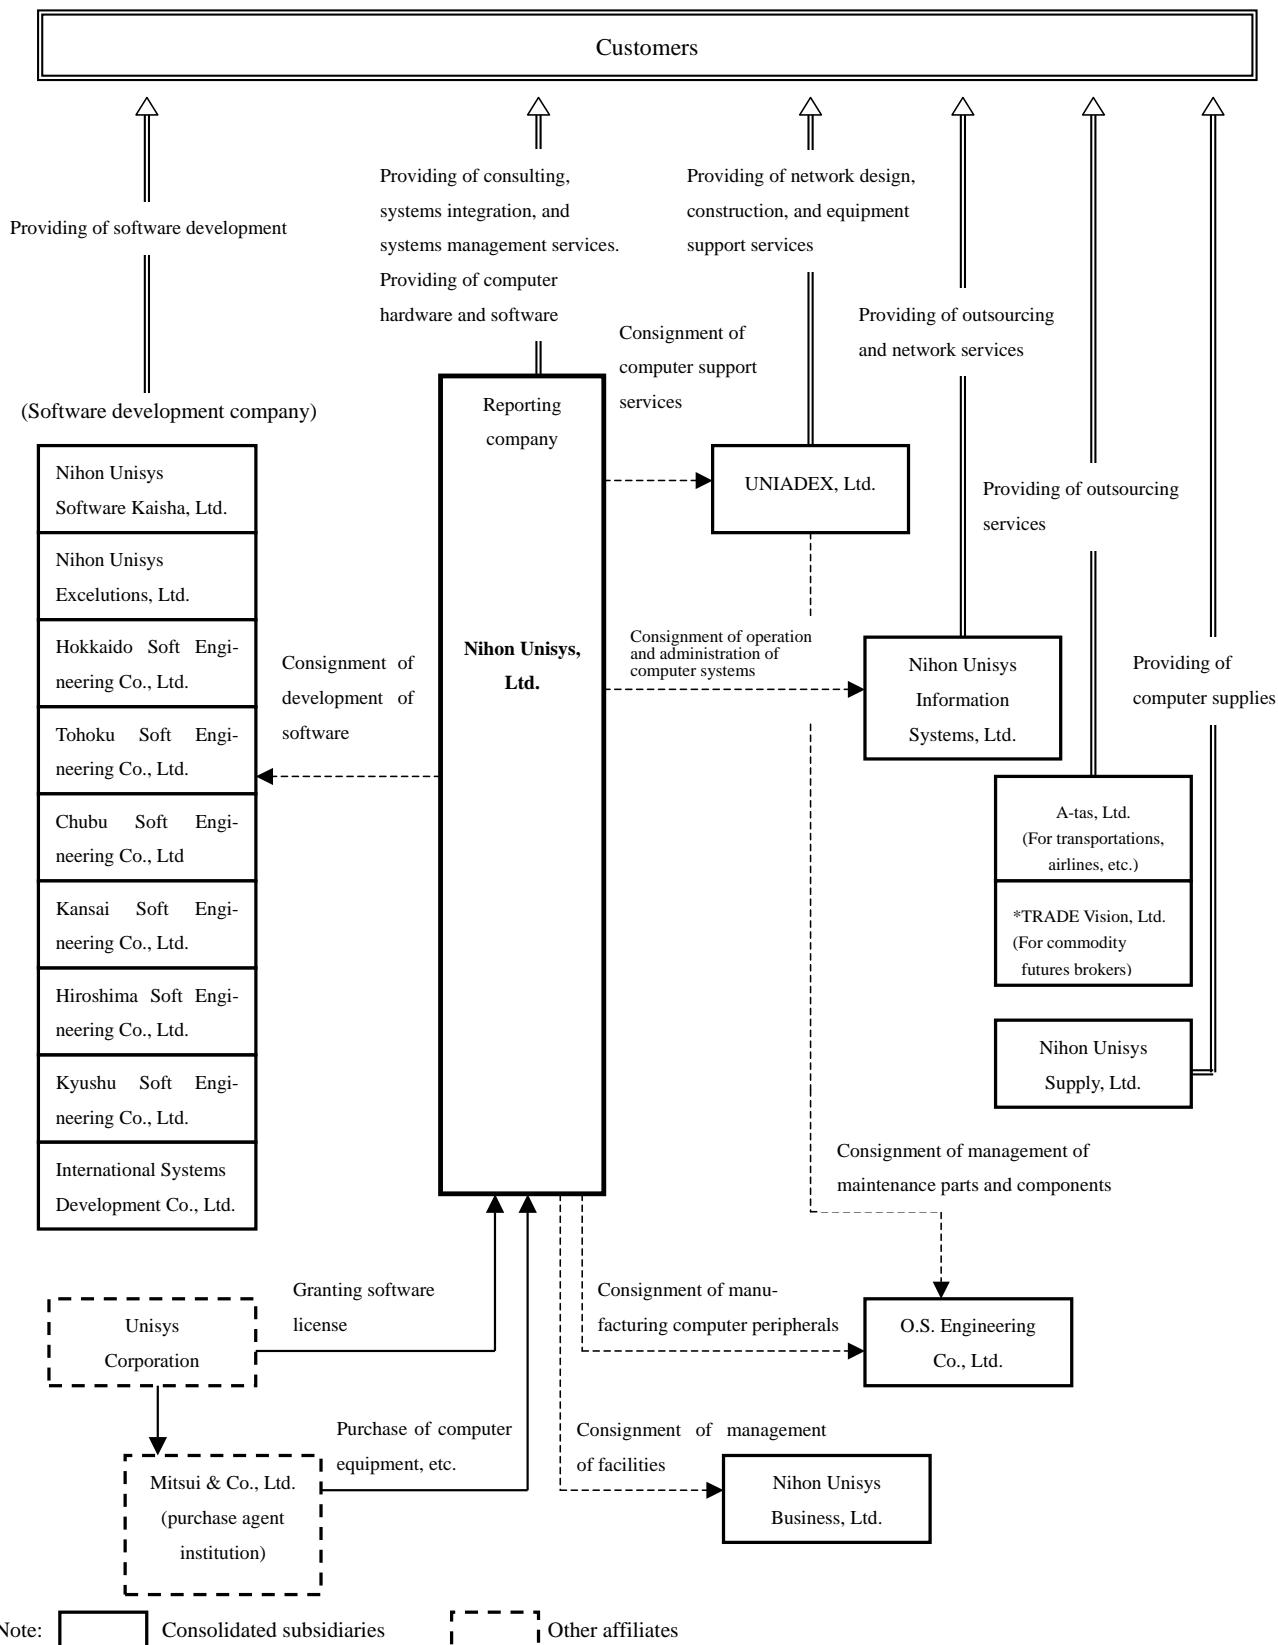 Customers
Providing of software development
Providing of consulting,
systems integration, and
systems management services.
Providing of computer
hardware and software
Providing of network design,
construction, and equipment
support services
Consignment of
computer support
services
Providing of outsourcing
and network services
Providing of outsourcing
services
Providing of
computer supplies
(Software development company)
Nihon Unisys
Software Kaisha, Ltd.
Nihon Unisys
Excelutions, Ltd.
Hokkaido Soft Engi-
neering Co., Ltd.
Tohoku Soft Engi-
neering Co., Ltd.
Chubu Soft Engi-
neering Co., Ltd
Kansai Soft Engi-
neering Co., Ltd.
Hiroshima Soft Engi-
neering Co., Ltd.
Kyushu Soft Engi-
neering Co., Ltd.
International Systems
Development Co., Ltd.
Consignment of
development of
software
Reporting
company
Nihon Unisys,
Ltd.
UNIADEX, Ltd.
Consignment of operation
and administration of
computer systems
Nihon Unisys
Information
Systems, Ltd.
A-tas, Ltd.
(For transportations,
airlines, etc.)
*TRADE Vision, Ltd.
(For commodity
futures brokers)
Nihon Unisys
Supply, Ltd.
Consignment of management of
maintenance parts and components
Granting software
license
Unisys
Corporation
Consignment of manu-
facturing computer peripherals
O.S. Engineering
Co., Ltd.
Purchase of computer
equipment, etc.
Mitsui & Co., Ltd.
(purchase agent
institution)
Consignment of management
of facilities
Nihon Unisys
Business, Ltd.
Note:
Consolidated subsidiaries
Other affiliates